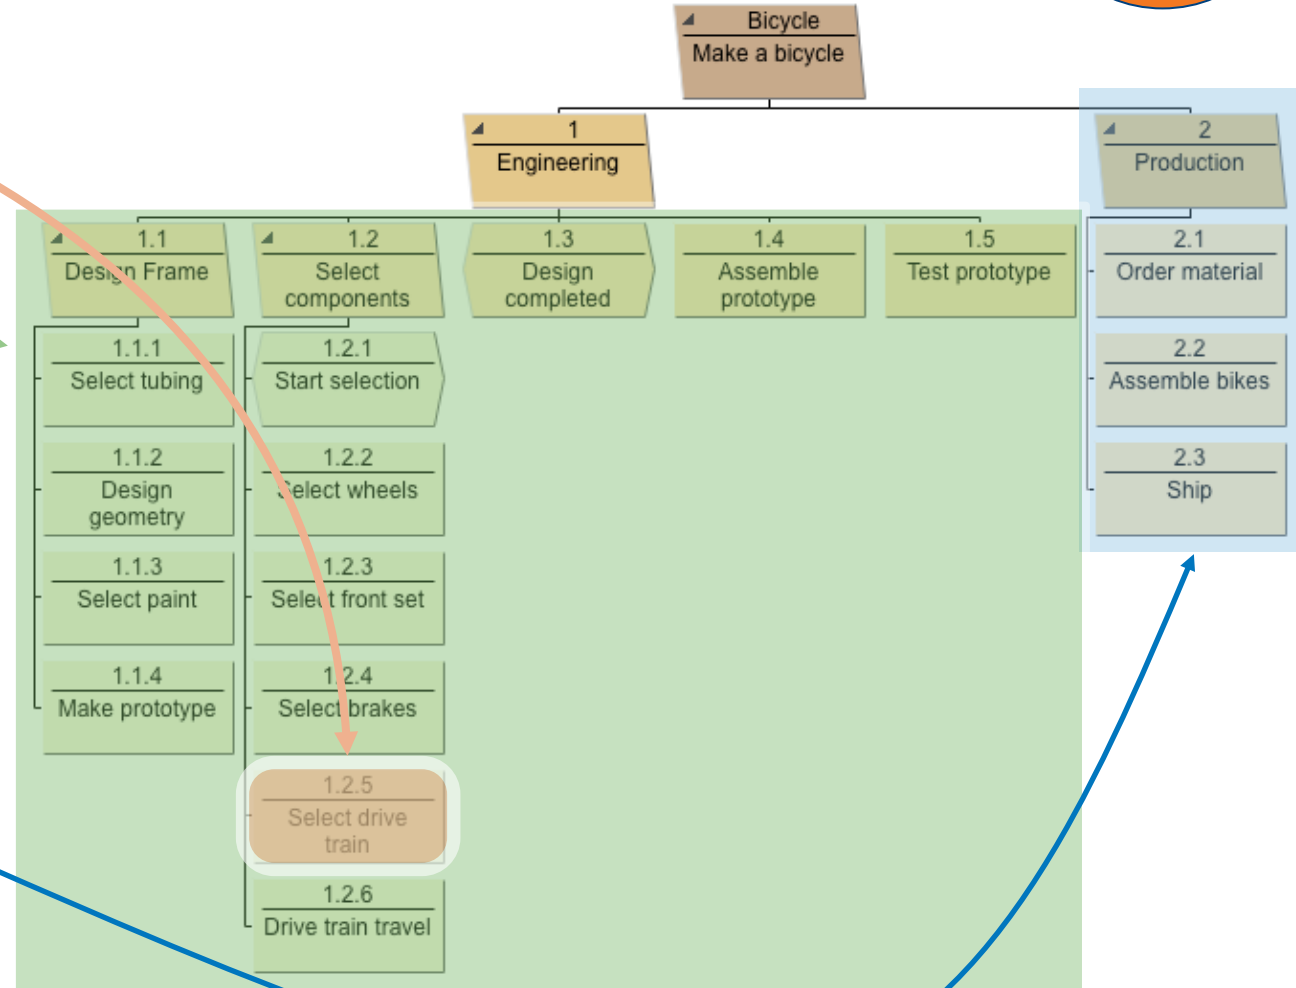 Bicycle
Make a bicycle
1
Engineering
2
Production
1.1
Design Frame
1.2
Select
components
1.3
Design
completed
1.4
Assemble
prototype
1.5
Test prototype
2.1
Order material
1.1.1
Select tubing
1.2.1
Start selection
2.2
Assemble bikes
1.1.2
Design
geometry
1.2.2
Select wheels
2.3
Ship
1.1.3
Select paint
1.2.3
Select front set
1.1.4
Make prototype
1.2.4
Select brakes
1.2.5
Select drive
train
1.2.6
Drive train travel